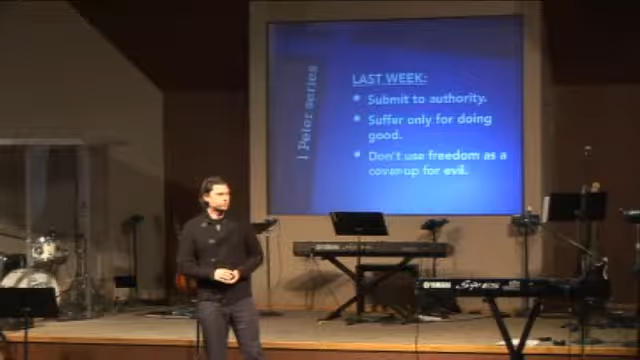 1 Peter series
LAST WEEK:
Submit to authority.
Suffer only for doing
good.
Don't use freedom as a
cover-up for evil.
YAMAHA